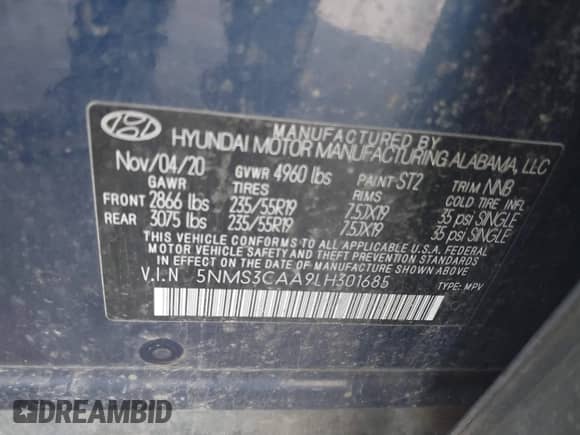 MANUFACTURED BY
HYUNDAI MOTOR MANUFACTURING ALABAMA, LLC
Nov/04/20 GVWR 4960 lbs PAINT ST2 TRIM NNB
GAWR TIRES RIMS COLD TIRE INFL
FRONT 2866 lbs 235/55R19 7.5JX19 35 psi SINGLE
REAR 3075 lbs 235/55R19 7.5JX19 35 psi SINGLE
THIS VEHICLE CONFORMS TO ALL APPLICABLE U.S.A. FEDERAL
MOTOR VEHICLE SAFETY, BUMPER, AND THEFT PREVENTION
STANDARDS IN EFFECT ON THE DATE OF MANUFACTURE SHOWN ABOVE
V.I.N 5NMS3CAA9LH301685 TYPE: MPV
DREAMBID